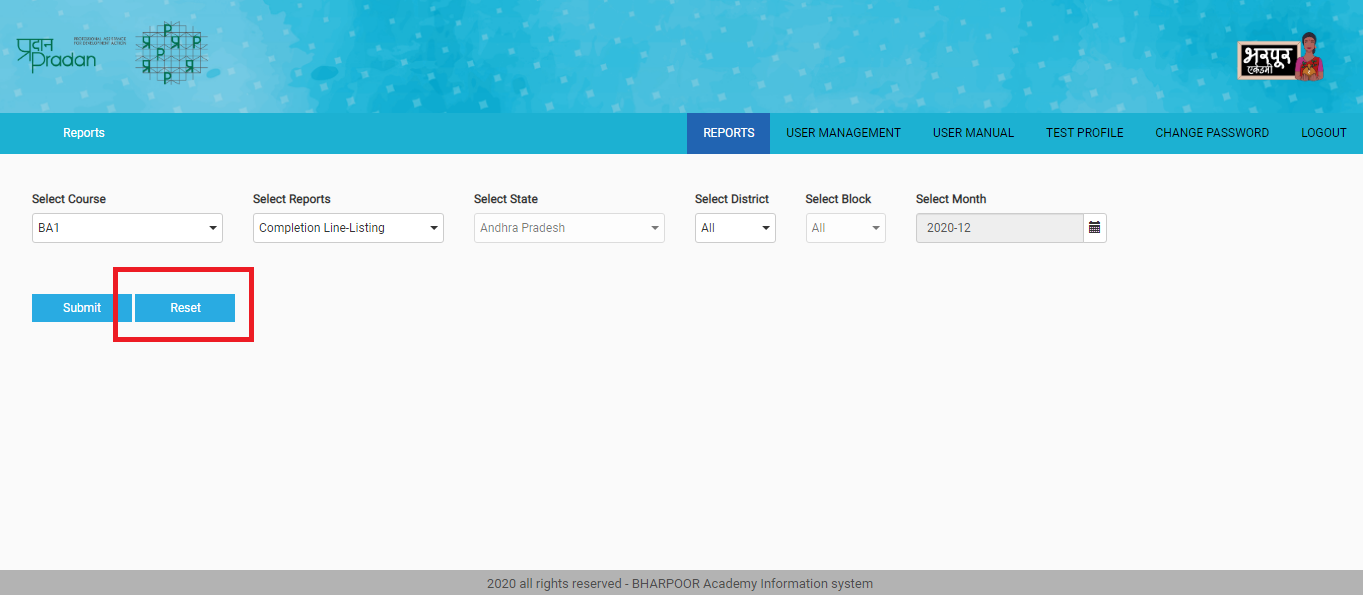 प्रदान
Pradan
PROFESSIONAL ASSISTANCE
FOR DEVELOPMENT ACTION
P
प्र P प्र P
प्र P प्र
P
भरपूर
एकेडमी
Reports
REPORTS USER MANAGEMENT USER MANUAL TEST PROFILE CHANGE PASSWORD LOGOUT
Select Course Select Reports Select State Select District Select Block Select Month
BA1 Completion Line-Listing Andhra Pradesh All All 2020-12
Submit Reset
2020 all rights reserved - BHARPOOR Academy Information system